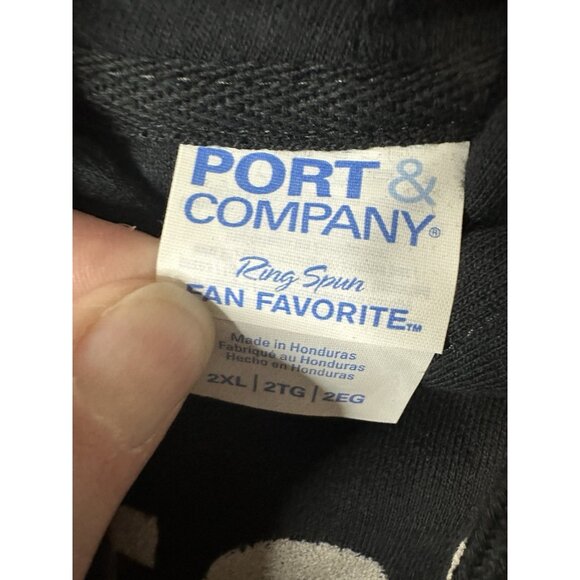 PORT &
COMPANY®
Ring Spun
FAN FAVORITE™
Made in Honduras
Fabriqué au Honduras
Hecho en Honduras
2XL | 2TG | 2EG